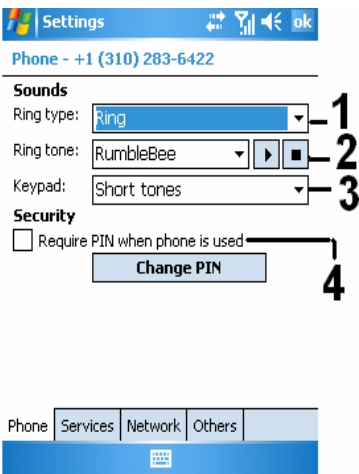 Settings ok
Phone - +1 (310) 283-6422
Sounds
Ring type: Ring 1
Ring tone: RumbleBee 2
Keypad: Short tones 3
Security
Require PIN when phone is used
Change PIN 4
Phone Services Network Others